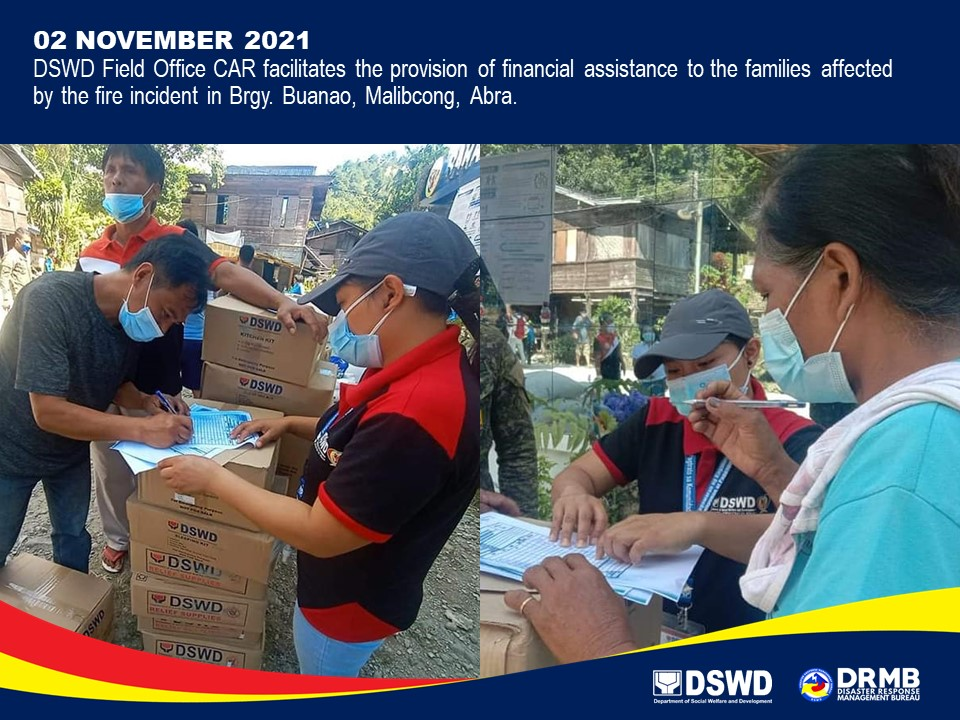 02 NOVEMBER 2021
DSWD Field Office CAR facilitates the provision of financial assistance to the families affected
by the fire incident in Brgy. Buanao, Malibcong, Abra.
DSWD
KITCHEN KIT
DSWD
DSWD
SLEEPING KIT
DSWD
RELIEF SUPPLIES
DSWD
RELIEF SUPPLIES
DSWD
DSWD
DSWD
Department of Social Welfare and Development
DRMB
DISASTER RESPONSE
MANAGEMENT BUREAU